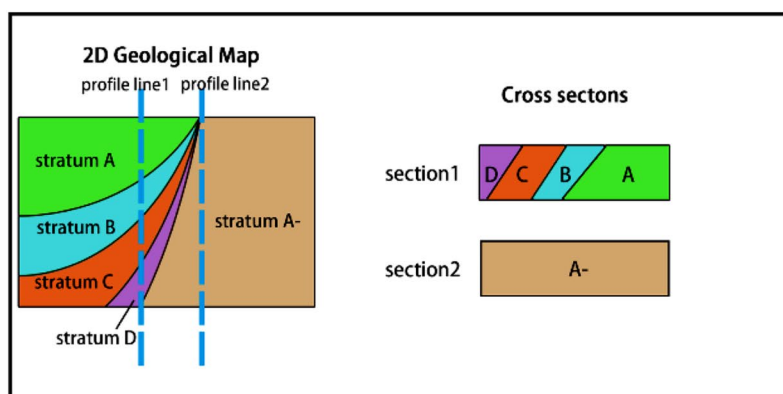 2D Geological Map
profile line1 profile line2
stratum A
stratum B
stratum C
stratum D
stratum A-
Cross sectons
section1
D C B A
section2
A-